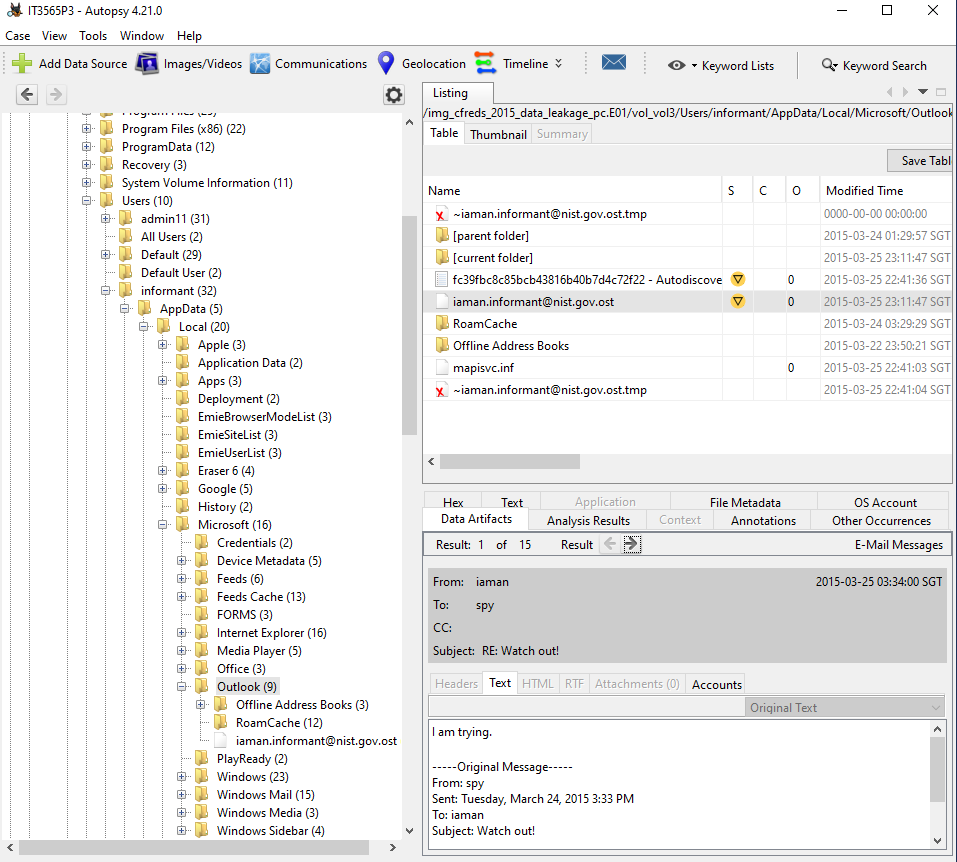 IT3565P3 - Autopsy 4.21.0
Case View Tools Window Help
Add Data Source Images/Videos Communications Geolocation Timeline Keyword Lists Keyword Search
Program Files (x86) (22)
ProgramData (12)
Recovery (3)
System Volume Information (11)
Users (10)
admin11 (31)
All Users (2)
Default (29)
Default User (2)
informant (32)
AppData (5)
Local (20)
Apple (3)
Application Data (2)
Apps (3)
Deployment (2)
EmieBrowserModeList (3)
EmieSiteList (3)
EmieUserList (3)
Eraser 6 (4)
Google (5)
History (2)
Microsoft (16)
Credentials (2)
Device Metadata (5)
Feeds (6)
Feeds Cache (13)
FORMS (3)
Internet Explorer (16)
Media Player (5)
Office (3)
Outlook (9)
Offline Address Books (3)
RoamCache (12)
iaman.informant@nist.gov.ost
PlayReady (2)
Windows (23)
Windows Mail (15)
Windows Media (3)
Windows Sidebar (4)
Listing
/img_cfreds_2015_data_leakage_pc.E01/vol_vol3/Users/informant/AppData/Local/Microsoft/Outlook
Table Thumbnail Summary
Save Tabl
Name S C O Modified Time
~iaman.informant@nist.gov.ost.tmp 0000-00-00 00:00:00
[parent folder] 2015-03-24 01:29:57 SGT
[current folder] 2015-03-25 23:11:47 SGT
fc39fbc8c85bcb43816b40b7d4c72f22 - Autodiscove 0 2015-03-25 22:41:36 SGT
iaman.informant@nist.gov.ost 0 2015-03-25 23:11:47 SGT
RoamCache 2015-03-24 03:29:29 SGT
Offline Address Books 2015-03-22 23:50:21 SGT
mapisvc.inf 0 2015-03-25 22:41:03 SGT
~iaman.informant@nist.gov.ost.tmp 2015-03-25 22:41:04 SGT
Hex Text Application File Metadata OS Account
Data Artifacts Analysis Results Context Annotations Other Occurrences
Result: 1 of 15 Result E-Mail Messages
From: iaman 2015-03-25 03:34:00 SGT
To: spy
CC:
Subject: RE: Watch out!
Headers Text HTML RTF Attachments (0) Accounts
Original Text
I am trying.
-----Original Message-----
From: spy
Sent: Tuesday, March 24, 2015 3:33 PM
To: iaman
Subject: Watch out!